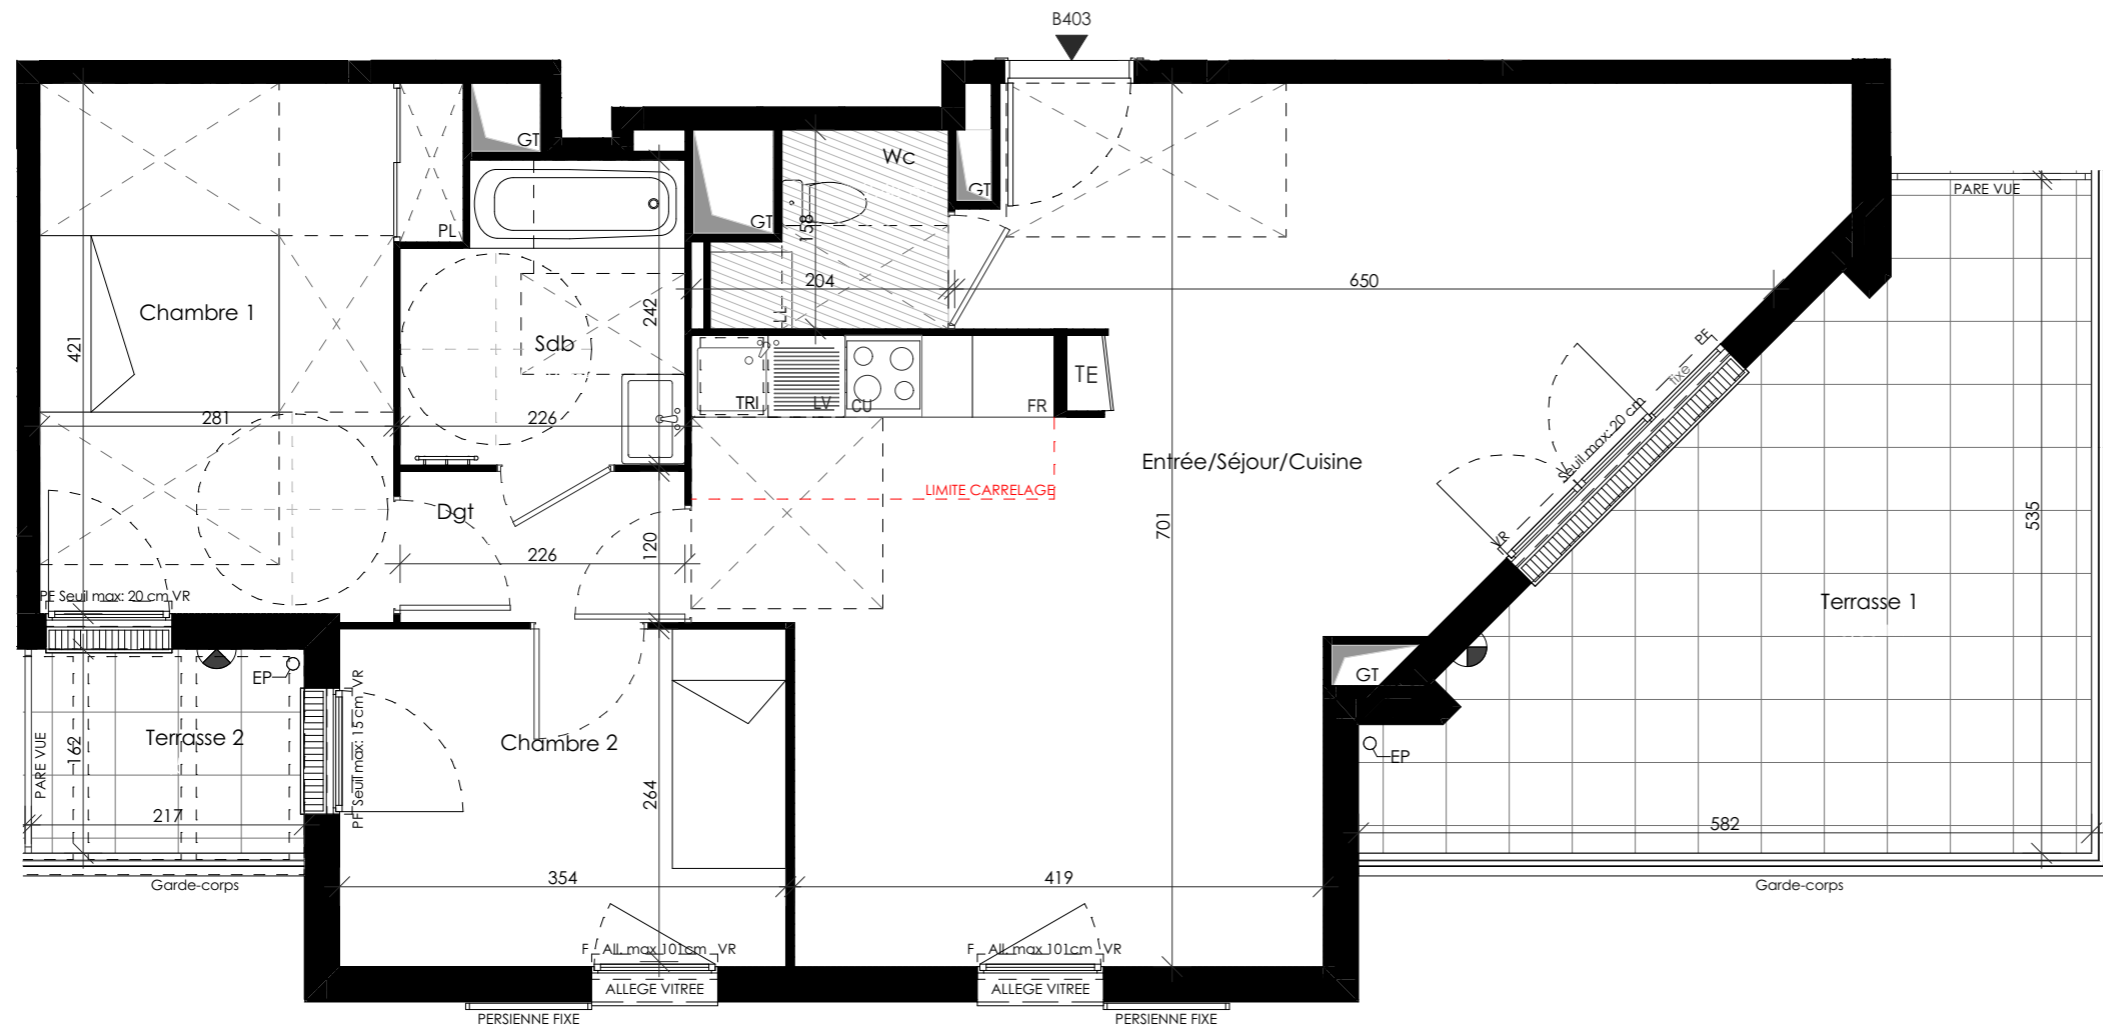 B403
PARE VUE
GT
Wc
GT
GT
PL
158
204
650
Chambre 1
421
242
Sdb
LL
TE
PF
fixe
TRI
LV
CU
FR
281
226
Seuil max: 20 cm
Entrée/Séjour/Cuisine
LIMITE CARRELAGE
Dgt
701
535
VR
120
226
PF Seuil max: 20 cm VR
Terrasse 1
EP
GT
PF Seuil max: 15 cm VR
Terrasse 2
Chambre 2
162
PARE VUE
EP
264
217
582
Garde-corps
354
419
Garde-corps
F All. max 101cm VR
F All. max 101cm VR
ALLEGE VITREE
ALLEGE VITREE
PERSIENNE FIXE
PERSIENNE FIXE